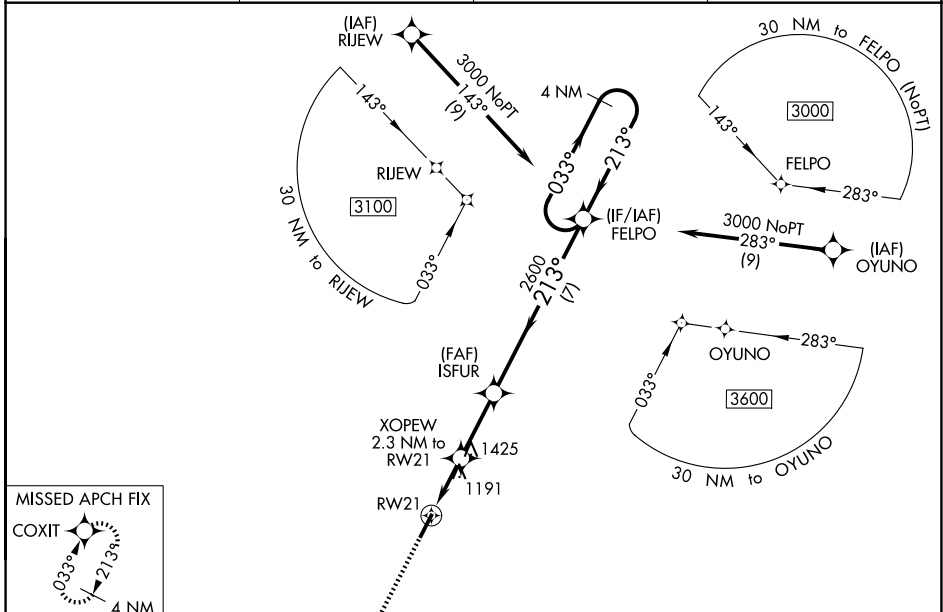 (IAF)
RIJEW
3000 NoPT
143°
(9)
4 NM
033°
213°
(IF/IAF)
FELPO
30 NM to FELPO (NoPT)
3000
143°
FELPO
283°
143°
RIJEW
3100
033°
30 NM to RIJEW
3000 NoPT
283°
(9)
(IAF)
OYUNO
2600
213°
(7)
(FAF)
ISFUR
OYUNO
283°
033°
3600
30 NM to OYUNO
XOPEW
2.3 NM to
RW21
1425
1191
RW21
MISSED APCH FIX
COXIT
033°
213°
4 NM